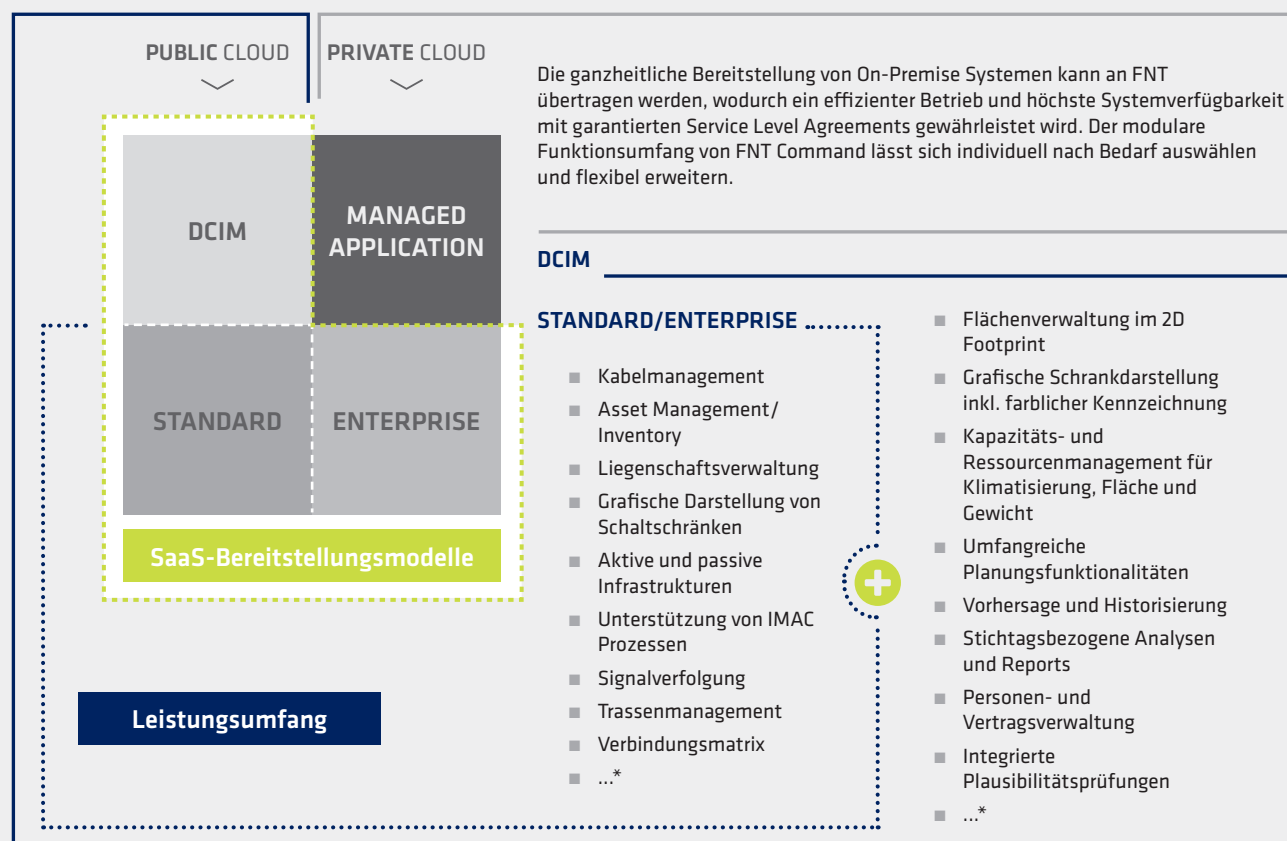 PUBLIC CLOUD
PRIVATE CLOUD
Die ganzheitliche Bereitstellung von On-Premise Systemen kann an FNT
übertragen werden, wodurch ein effizienter Betrieb und höchste Systemverfügbarkeit
mit garantierten Service Level Agreements gewährleistet wird. Der modulare
Funktionsumfang von FNT Command lässt sich individuell nach Bedarf auswählen
und flexibel erweitern.
DCIM
MANAGED
APPLICATION
STANDARD
ENTERPRISE
SaaS-Bereitstellungsmodelle
Leistungsumfang
DCIM
STANDARD/ENTERPRISE
Kabelmanagement
Asset Management/
Inventory
Liegenschaftsverwaltung
Grafische Darstellung von
Schaltschränken
Aktive und passive
Infrastrukturen
Unterstützung von IMAC
Prozessen
Signalverfolgung
Trassenmanagement
Verbindungsmatrix
...*
Flächenverwaltung im 2D
Footprint
Grafische Schrankdarstellung
inkl. farblicher Kennzeichnung
Kapazitäts- und
Ressourcenmanagement für
Klimatisierung, Fläche und
Gewicht
Umfangreiche
Planungsfunktionalitäten
Vorhersage und Historisierung
Stichtagsbezogene Analysen
und Reports
Personen- und
Vertragsverwaltung
Integrierte
Plausibilitätsprüfungen
...*